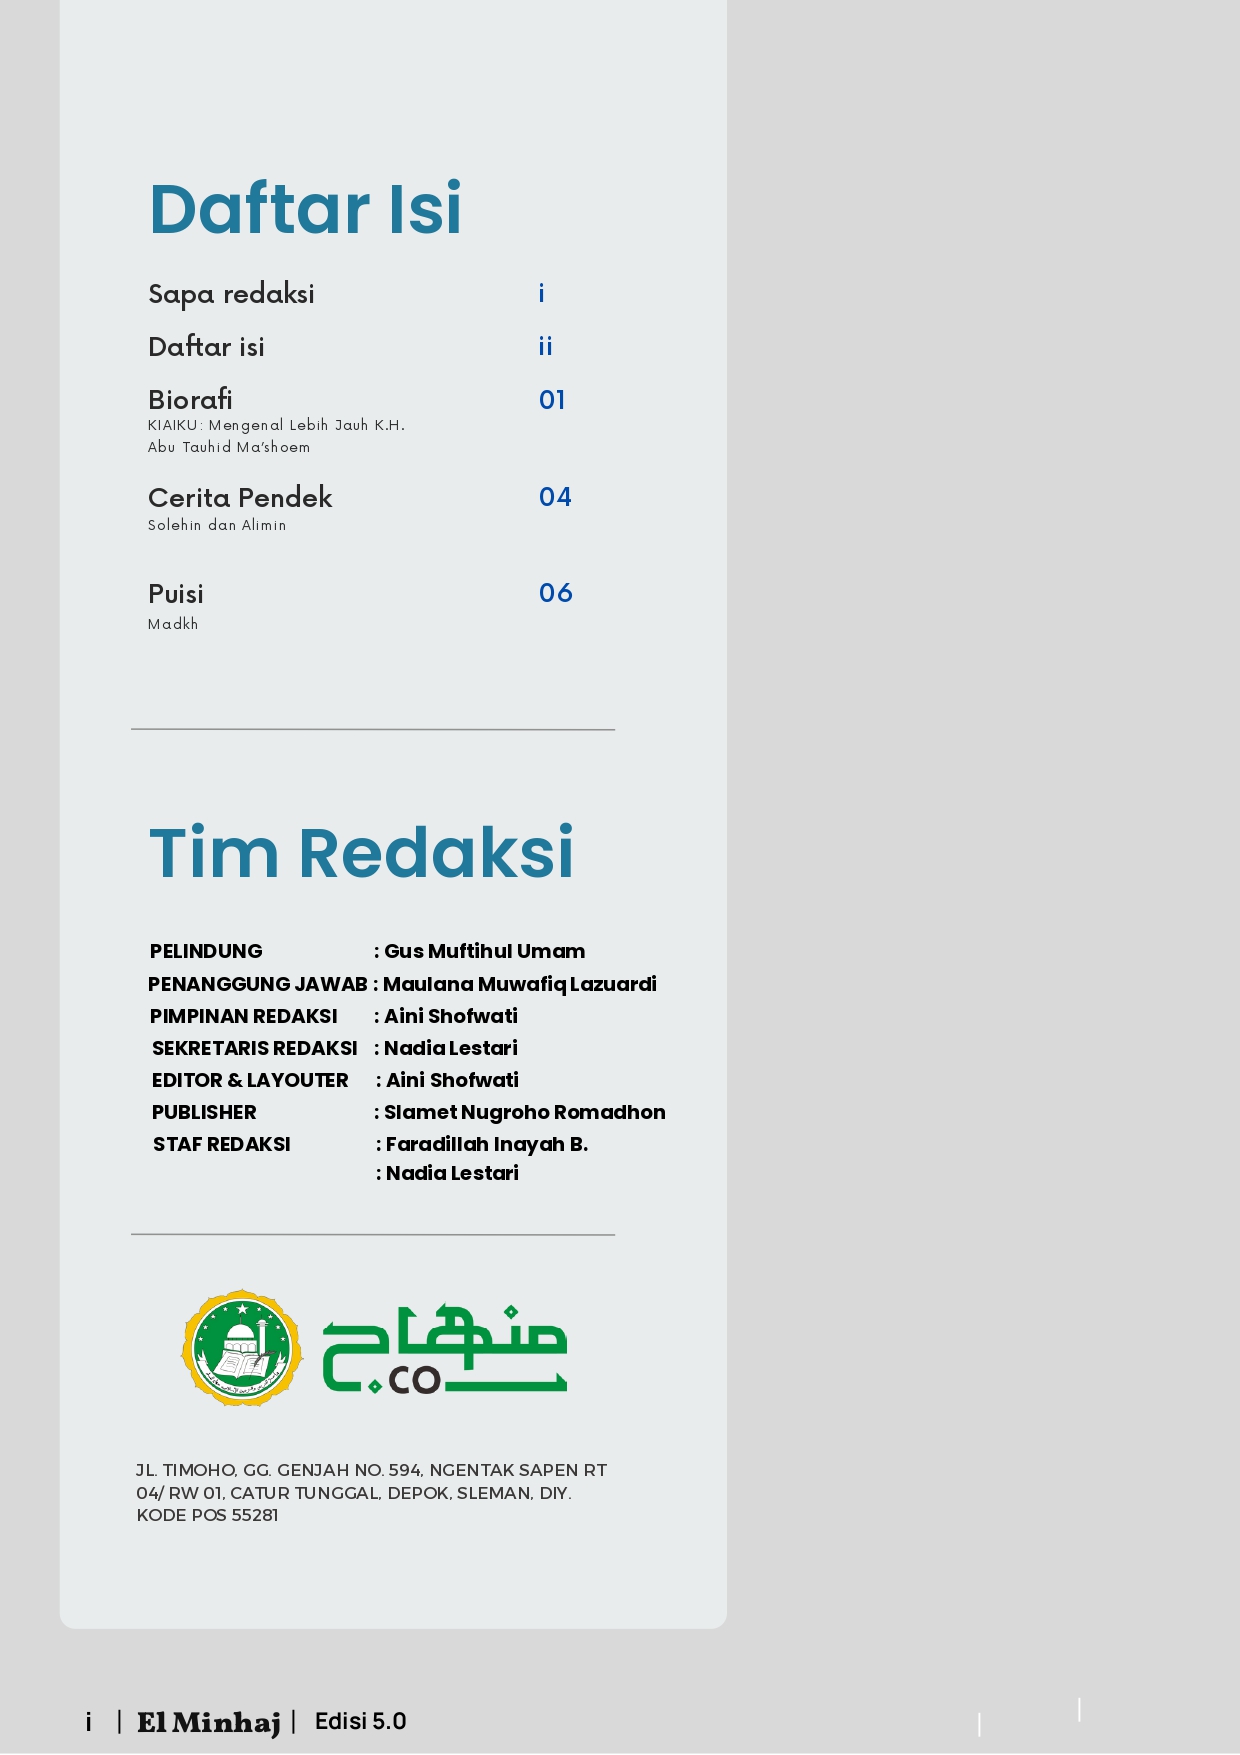 Daftar Isi
Sapa redaksi i
Daftar isi ii
Biorafi 01
KIAIKU: Mengenal Lebih Jauh K.H.
Abu Tauhid Ma'shoem
Cerita Pendek 04
Solehin dan Alimin
Puisi 06
Madkh
Tim Redaksi
PELINDUNG : Gus Muftihul Umam
PENANGGUNG JAWAB : Maulana Muwafiq Lazuardi
PIMPINAN REDAKSI : Aini Shofwati
SEKRETARIS REDAKSI : Nadia Lestari
EDITOR & LAYOUTER : Aini Shofwati
PUBLISHER : Slamet Nugroho Romadhon
STAF REDAKSI : Faradillah Inayah B.
: Nadia Lestari
منهاج
.co
JL. TIMOHO, GG. GENJAH NO. 594, NGENTAK SAPEN RT
04/ RW 01, CATUR TUNGGAL, DEPOK, SLEMAN, DIY.
KODE POS 55281
i | El Minhaj | Edisi 5.0